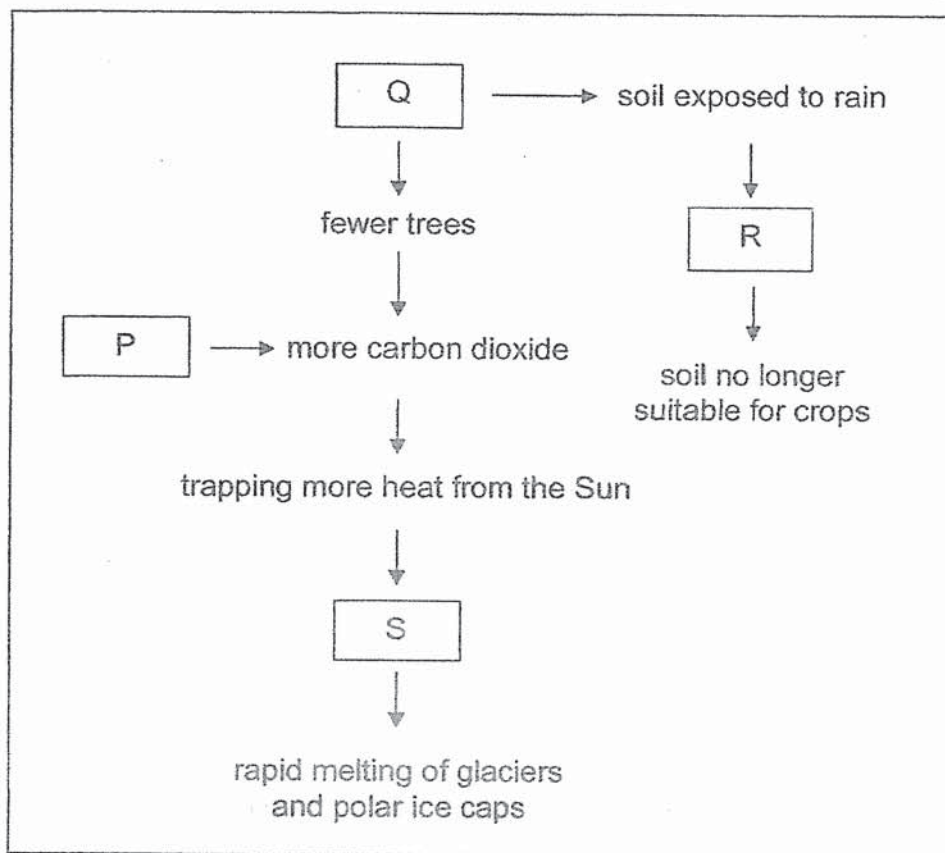 Q
soil exposed to rain
fewer trees
R
P
more carbon dioxide
soil no longer
suitable for crops
trapping more heat from the Sun
S
rapid melting of glaciers
and polar ice caps